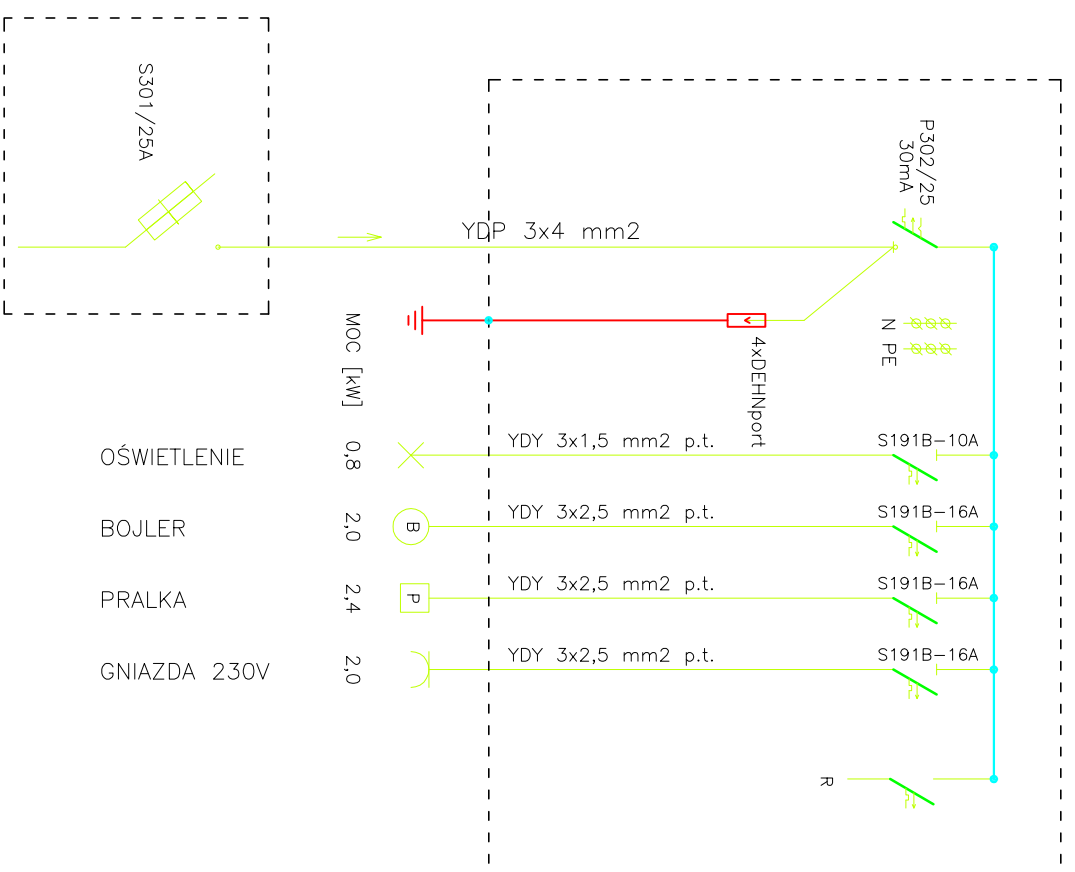 S301/25A
P302/25
30mA
YDP 3x4 mm2
N PE
4xDEHNport
MOC [kW]
OŚWIETLENIE 0,8 YDY 3x1,5 mm2 p.t. S191B-10A
BOJLER 2,0 B YDY 3x2,5 mm2 p.t. S191B-16A
PRALKA 2,4 P YDY 3x2,5 mm2 p.t. S191B-16A
GNIAZDA 230V 2,0 YDY 3x2,5 mm2 p.t. S191B-16A
R